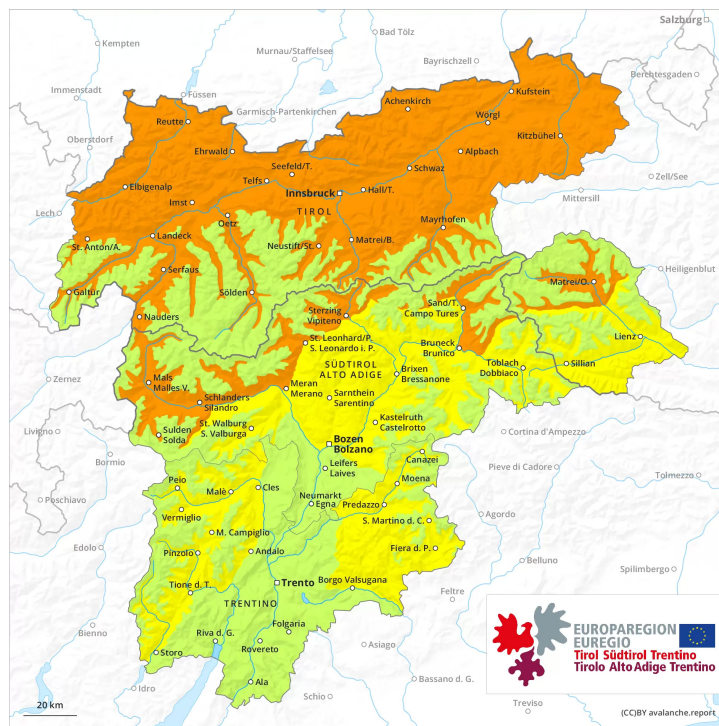 Salzburg
Kempten
Bad Tölz
Murnau/Staffelsee
Bayrischzell
Berchtesgaden
Immenstadt
Füssen
Achenkirch
Kufstein
Garmisch-Partenkirchen
Reutte
Wörgl
Oberstdorf
Ehrwald
Kitzbühel
Alpbach
Seefeld/T.
Schwaz
Telfs
Zell/See
Elbigenalp
Innsbruck
Hall/T.
Mittersill
Imst
TIROL
Lech
Oetz
Mayrhofen
Landeck
St. Anton/A.
Neustift/St.
Matrei/B.
Serfaus
Heiligenblut
Galtür
Sölden
Matrei/O.
Nauders
Sterzing
Vipiteno
Sand/T.
Campo Tures
Lienz
St. Leonhard/P.
S. Leonardo i. P.
Bruneck
Brunico
SÜDTIROL
ALTO ADIGE
Toblach
Dobbiaco
Sillian
Zernez
Mals
Malles V.
Meran
Merano
Brixen
Bressanone
Schlanders
Silandro
Sarnthein
Sarentino
St. Walburg
S. Valburga
Kastelruth
Castelrotto
Livigno
Sulden
Solda
Cortina d'Ampezzo
Bozen
Bolzano
Bormio
Canazei
Leifers
Laives
Pieve di Cadore
Peio
Moena
Tolmezzo
Poschiavo
Malè
Cles
Neumarkt
Egna
Predazzo
Vermiglio
Agordo
S. Martino d. C.
M. Campiglio
Edolo
Pinzolo
Andalo
Fiera d. P.
Belluno
Spilimbergo
Trento
Tione d. T.
Borgo Valsugana
Feltre
TRENTINO
Folgaria
Bienno
Riva d. G.
Rovereto
Asiago
Storo
Bassano d. G.
Ala
Idro
Schio
Treviso
EUROPAREGION
EUREGIO
Tirol Südtirol Trentino
Tirolo Alto Adige Trentino
20 km
(CC)BY avalanche.report